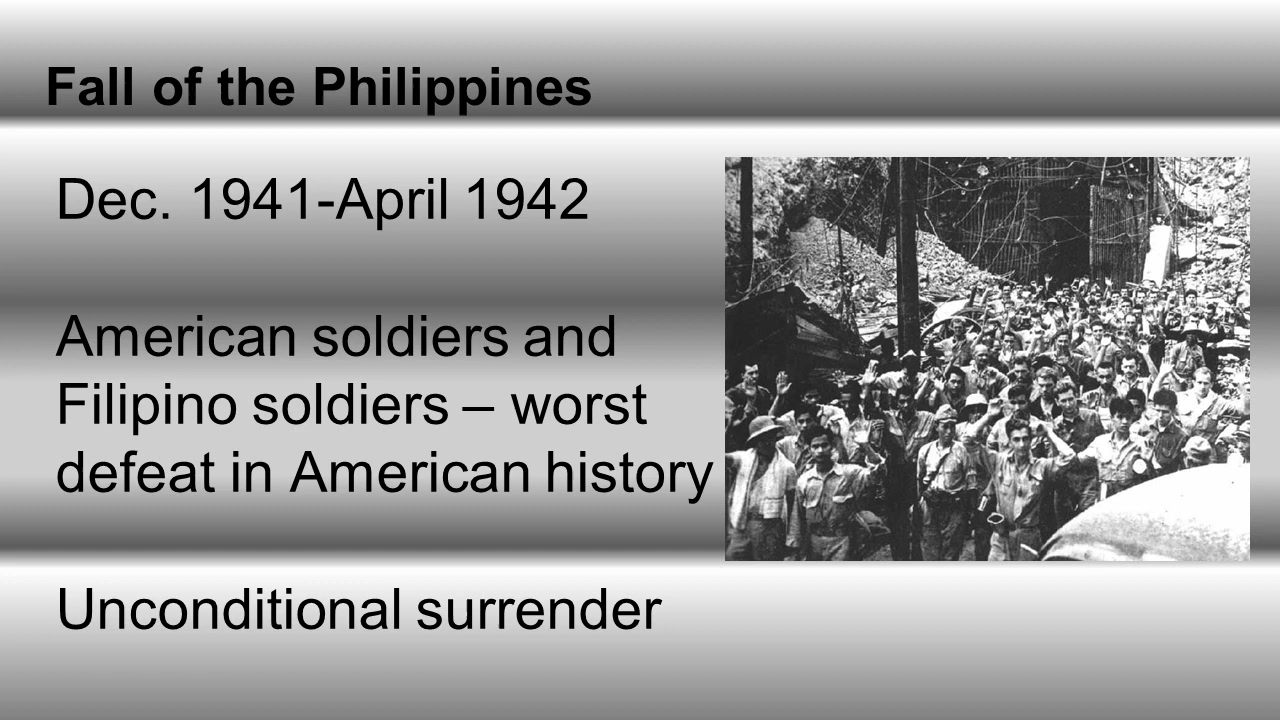 Fall of the Philippines
Dec. 1941-April 1942
American soldiers and
Filipino soldiers – worst
defeat in American history
Unconditional surrender